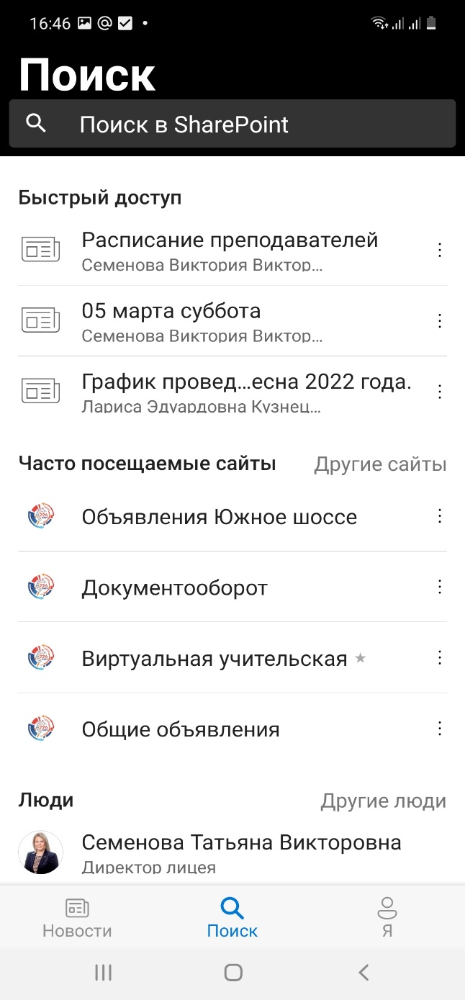 16:46
Поиск
Поиск в SharePoint
Быстрый доступ
Расписание преподавателей
Семенова Виктория Виктор...
05 марта суббота
Семенова Виктория Виктор...
График провед...есна 2022 года.
Лариса Эдуардовна Кузнец...
Часто посещаемые сайты Другие сайты
Объявления Южное шоссе
Документооборот
Виртуальная учительская
Общие объявления
Люди Другие люди
Семенова Татьяна Викторовна
Директор лицея
Новости Поиск Я